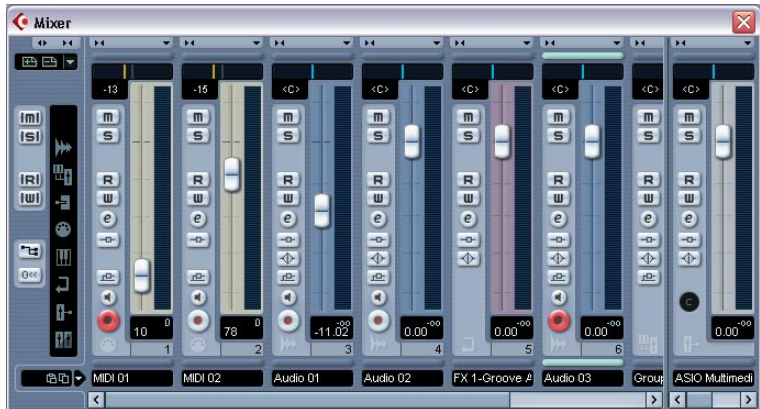 Mixer
-13 -15 <C> <C> <C> <C> <C> <C>
m m m m m m m m
S S S S S S S S
[m]
[S]
R R R R R R R R
W W W W W W W W
[R]
[W]
e e e e e e e e
0<<
C
0 0 -oo -oo -oo -oo -oo
10 78 -11.02 0.00 0.00 0.00 0.00
1 2 3 4 5 6
MIDI 01 MIDI 02 Audio 01 Audio 02 FX 1-Groove A Audio 03 Group ASIO Multimedi